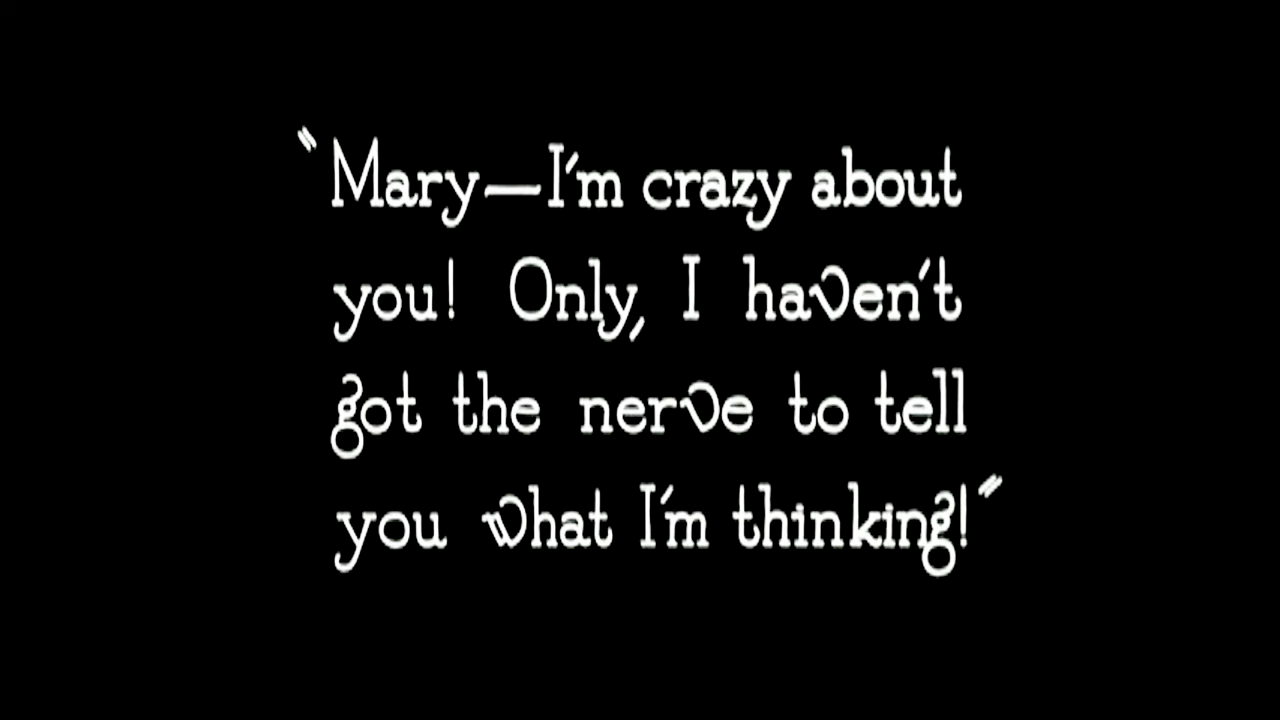 "Mary—I'm crazy about
you! Only, I haven't
got the nerve to tell
you what I'm thinking!"